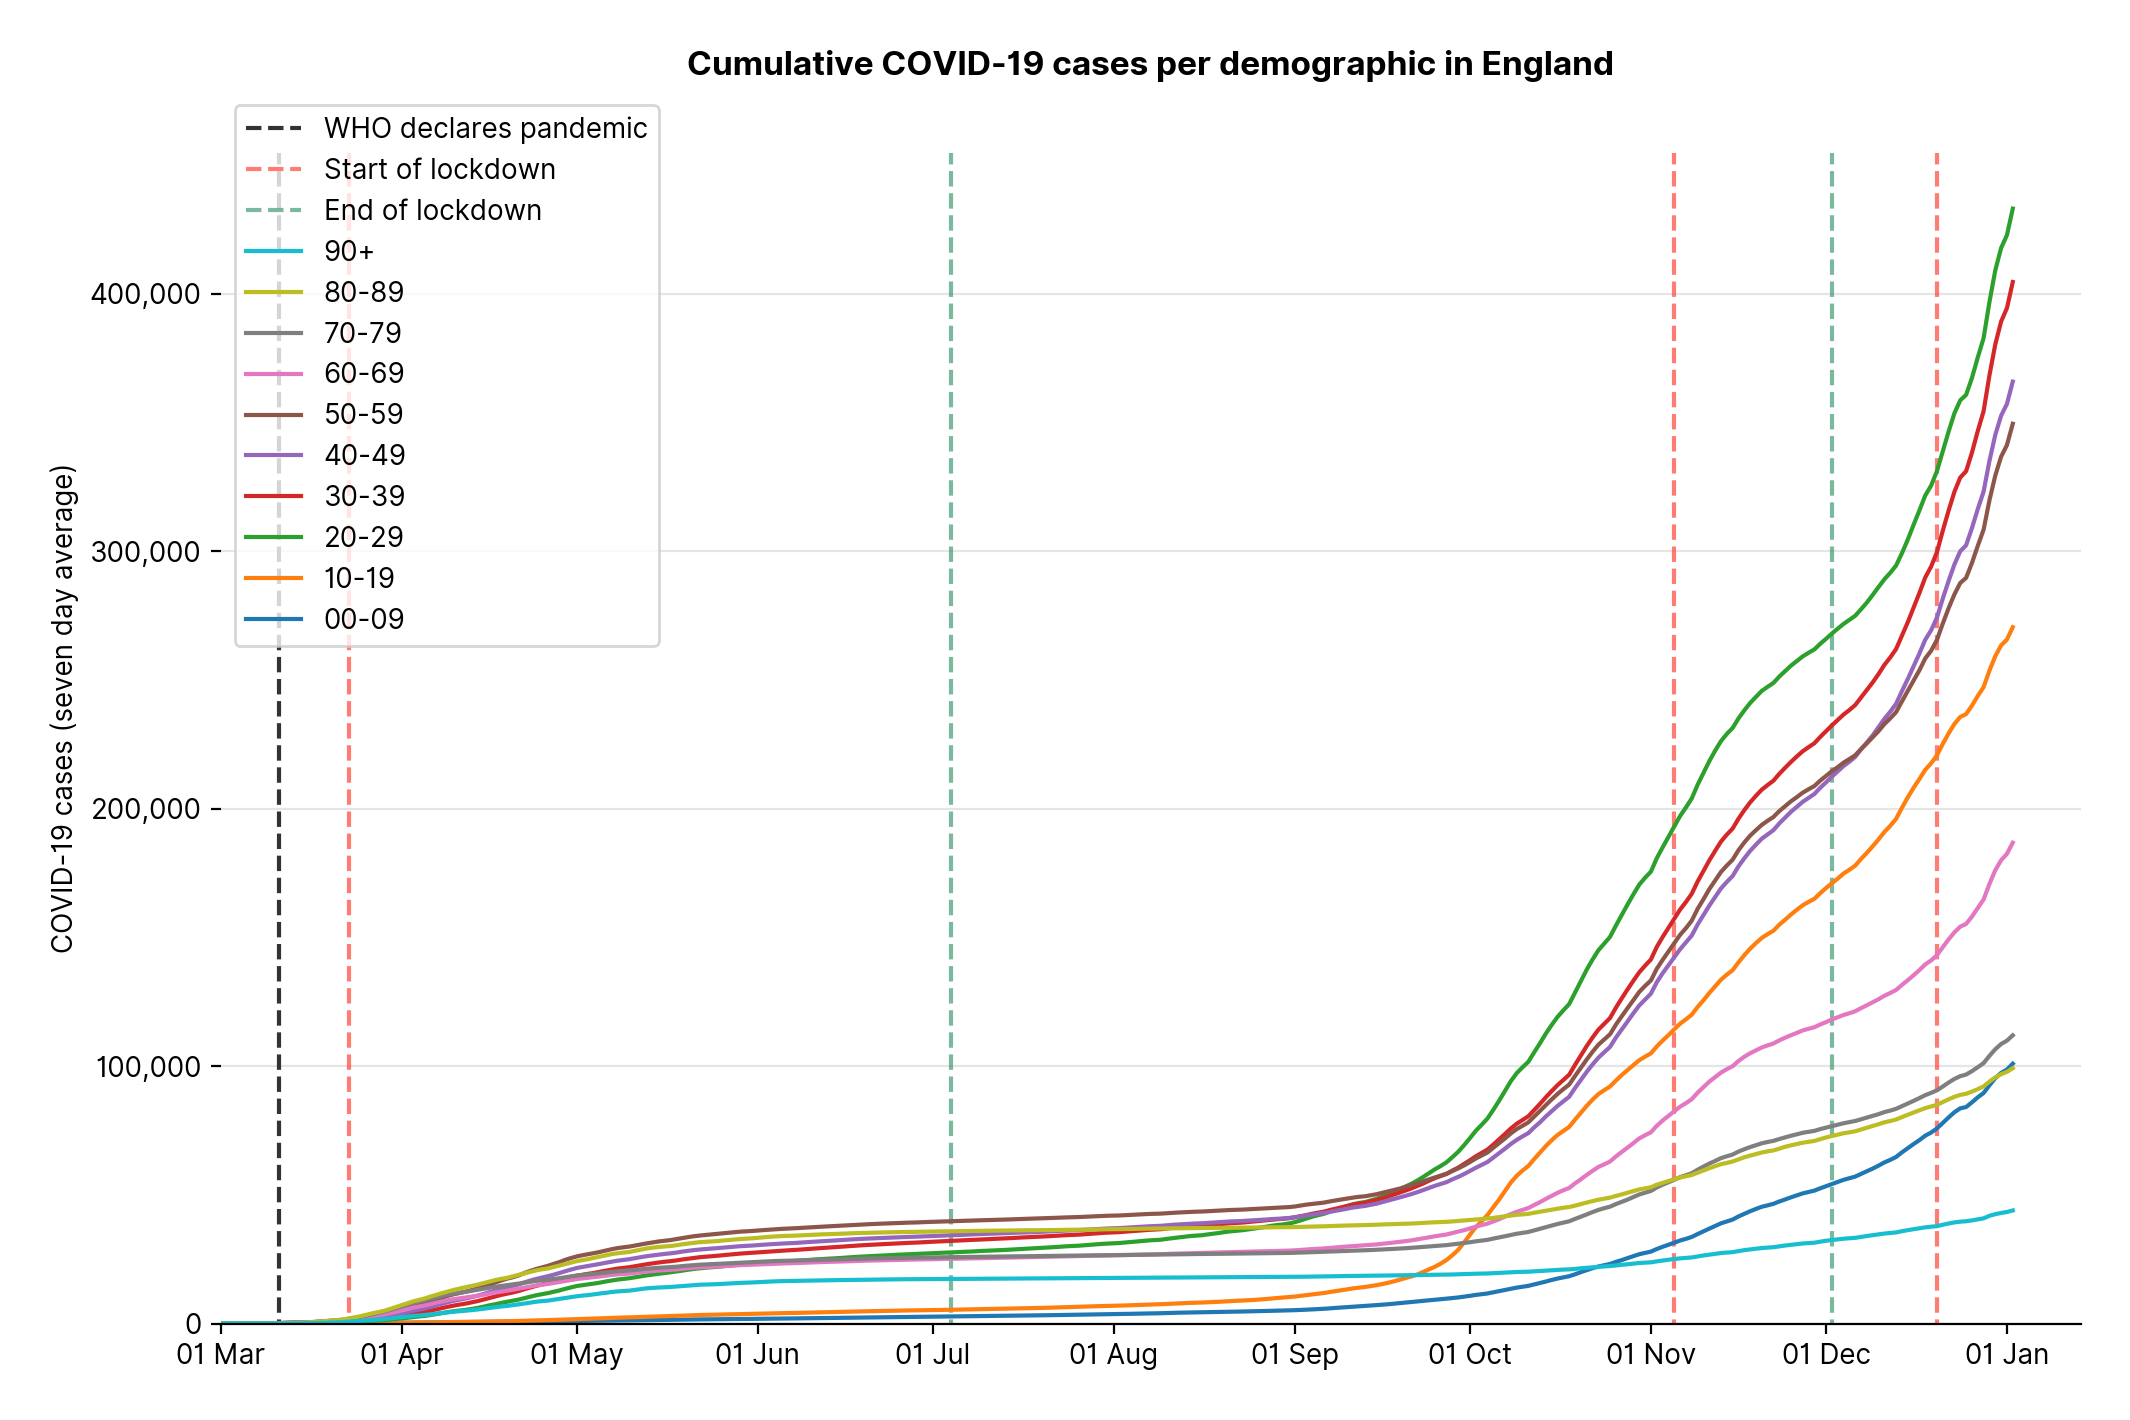 Cumulative COVID-19 cases per demographic in England
WHO declares pandemic
Start of lockdown
End of lockdown
90+
80-89
70-79
60-69
50-59
40-49
30-39
20-29
10-19
00-09
COVID-19 cases (seven day average)
400,000
300,000
200,000
100,000
0
01 Mar
01 Apr
01 May
01 Jun
01 Jul
01 Aug
01 Sep
01 Oct
01 Nov
01 Dec
01 Jan